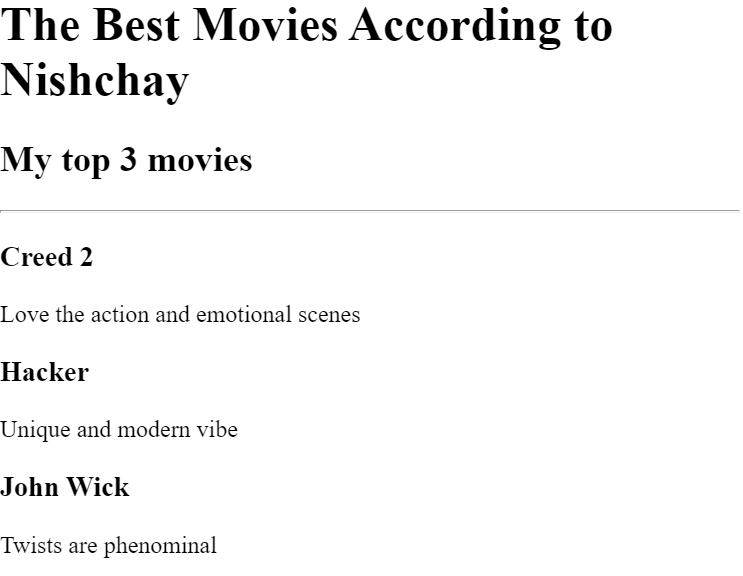 The Best Movies According to
Nishchay
My top 3 movies
Creed 2
Love the action and emotional scenes
Hacker
Unique and modern vibe
John Wick
Twists are phenominal